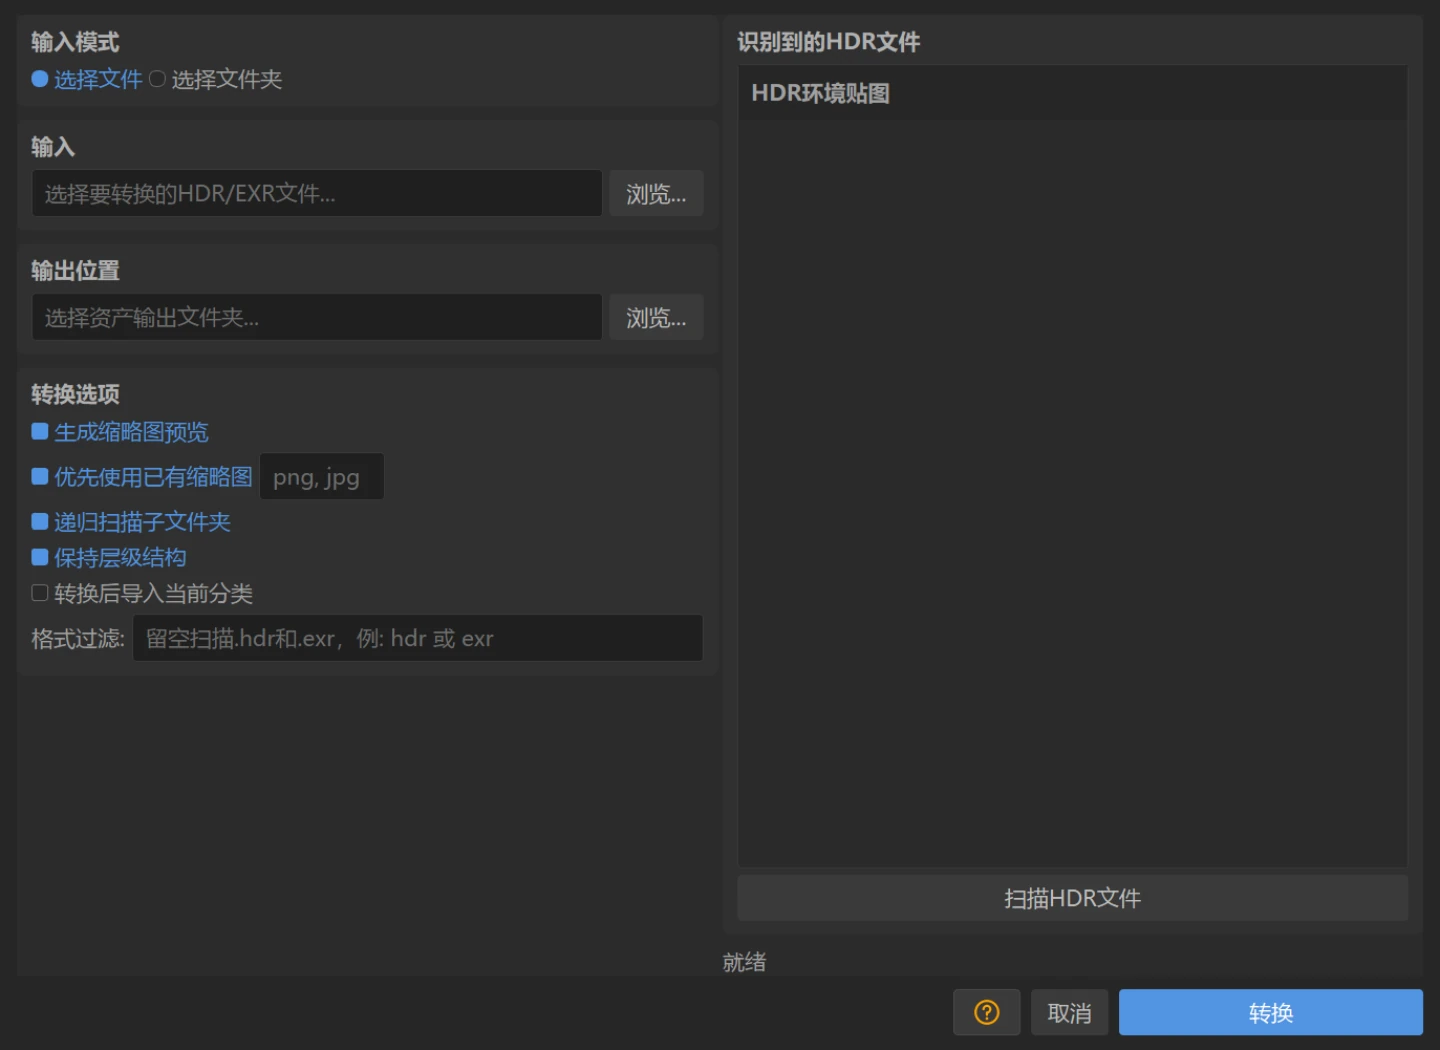 输入模式
选择文件 选择文件夹
输入
选择要转换的HDR/EXR文件...
浏览...
输出位置
选择资产输出文件夹...
浏览...
转换选项
生成缩略图预览
优先使用已有缩略图 png, jpg
递归扫描子文件夹
保持层级结构
转换后导入当前分类
格式过滤: 留空扫描.hdr和.exr，例: hdr 或 exr
识别到的HDR文件
HDR环境贴图
扫描HDR文件
就绪
? 取消 转换